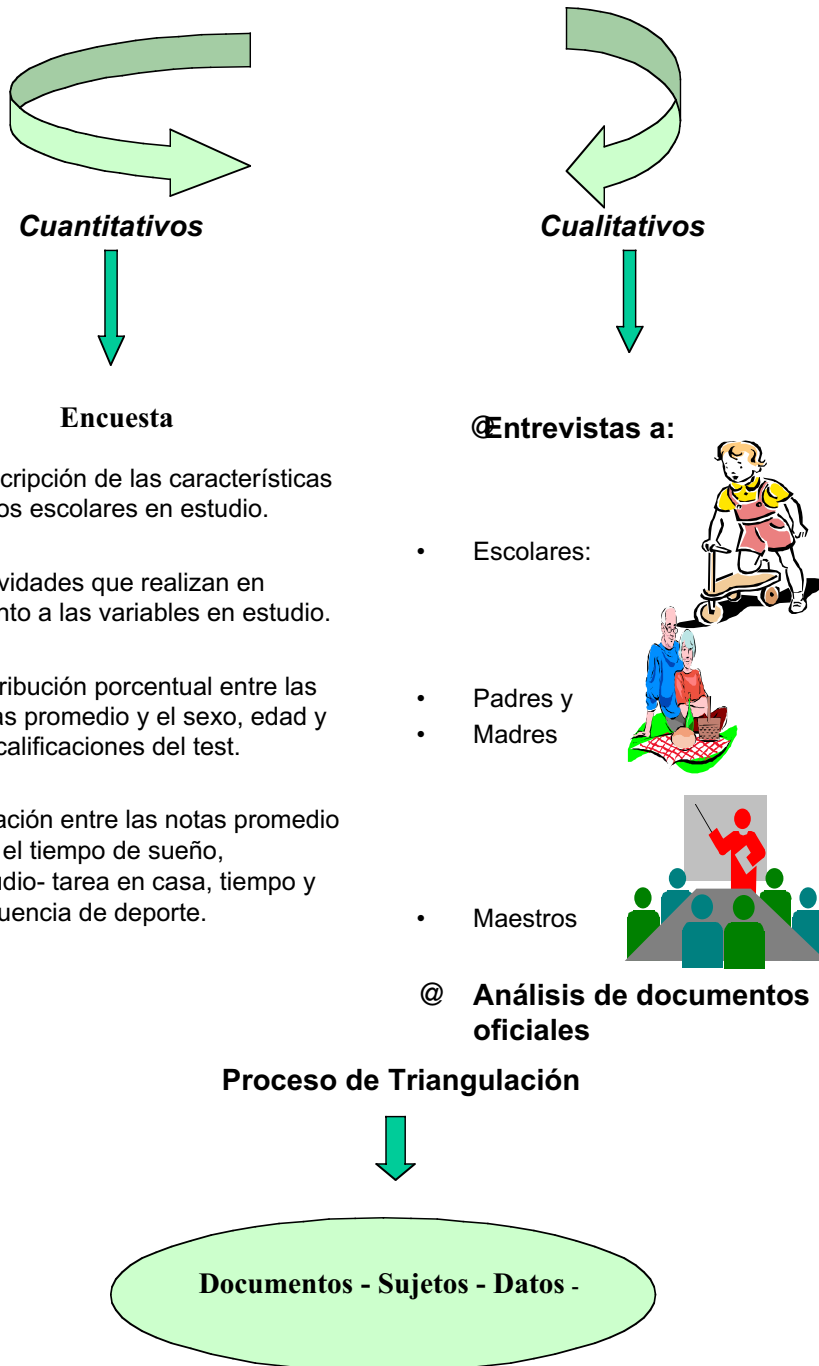 Cuantitativos
Cualitativos
Encuesta
cripción de las características
os escolares en estudio.
vidades que realizan en
nto a las variables en estudio.
ribución porcentual entre las
as promedio y el sexo, edad y
calificaciones del test.
ación entre las notas promedio
el tiempo de sueño,
udio- tarea en casa, tiempo y
uencia de deporte.
@Entrevistas a:
• Escolares:
• Padres y
• Madres
• Maestros
@ Análisis de documentos
oficiales
Proceso de Triangulación
Documentos - Sujetos - Datos -